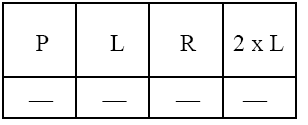 P L R 2 x L
— — — —